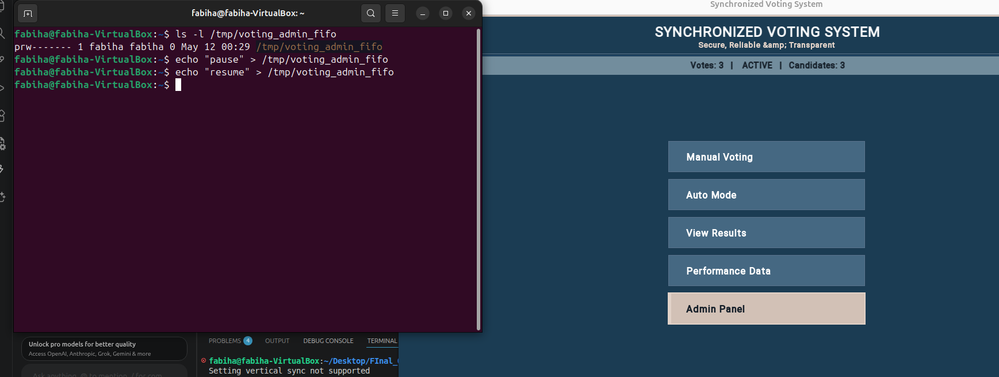 fabiha@fabiha-VirtualBox: ~
fabiha@fabiha-VirtualBox:~$ ls -l /tmp/voting_admin_fifo
prw------- 1 fabiha fabiha 0 May 12 00:29 /tmp/voting_admin_fifo
fabiha@fabiha-VirtualBox:~$ echo "pause" > /tmp/voting_admin_fifo
fabiha@fabiha-VirtualBox:~$ echo "resume" > /tmp/voting_admin_fifo
fabiha@fabiha-VirtualBox:~$
Synchronized Voting System
SYNCHRONIZED VOTING SYSTEM
Secure, Reliable &amp; Transparent
Votes: 3 | ACTIVE | Candidates: 3
Manual Voting
Auto Mode
View Results
Performance Data
Admin Panel
Unlock pro models for better quality
Access OpenAI, Anthropic, Grok, Gemini & more
Ask anything, @ to mention, / for com
PROBLEMS 4 OUTPUT DEBUG CONSOLE TERMINAL
fabiha@fabiha-VirtualBox:~/Desktop/FInal_
Setting vertical sync not supported